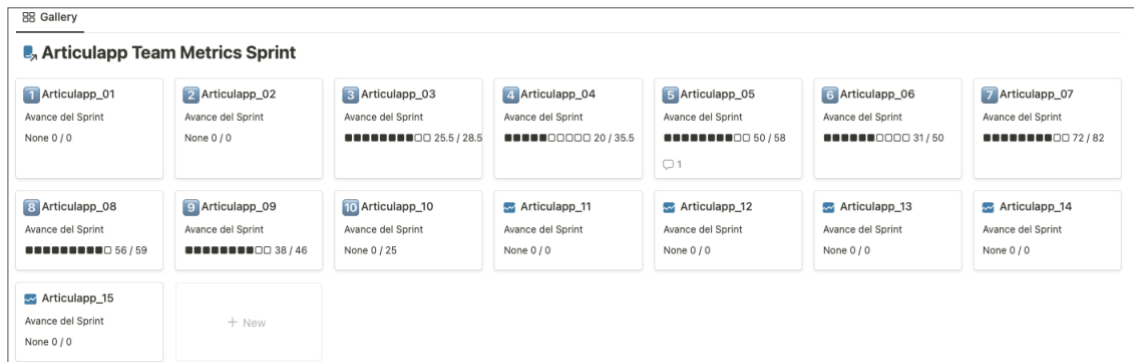 Gallery
Articulapp Team Metrics Sprint
1 Articulapp_01
Avance del Sprint
None 0 / 0
2 Articulapp_02
Avance del Sprint
None 0 / 0
3 Articulapp_03
Avance del Sprint
25.5 / 28.5
4 Articulapp_04
Avance del Sprint
20 / 35.5
5 Articulapp_05
Avance del Sprint
50 / 58
1
6 Articulapp_06
Avance del Sprint
31 / 50
7 Articulapp_07
Avance del Sprint
72 / 82
8 Articulapp_08
Avance del Sprint
56 / 59
9 Articulapp_09
Avance del Sprint
38 / 46
10 Articulapp_10
Avance del Sprint
None 0 / 25
Articulapp_11
Avance del Sprint
None 0 / 0
Articulapp_12
Avance del Sprint
None 0 / 0
Articulapp_13
Avance del Sprint
None 0 / 0
Articulapp_14
Avance del Sprint
None 0 / 0
Articulapp_15
Avance del Sprint
None 0 / 0
+ New